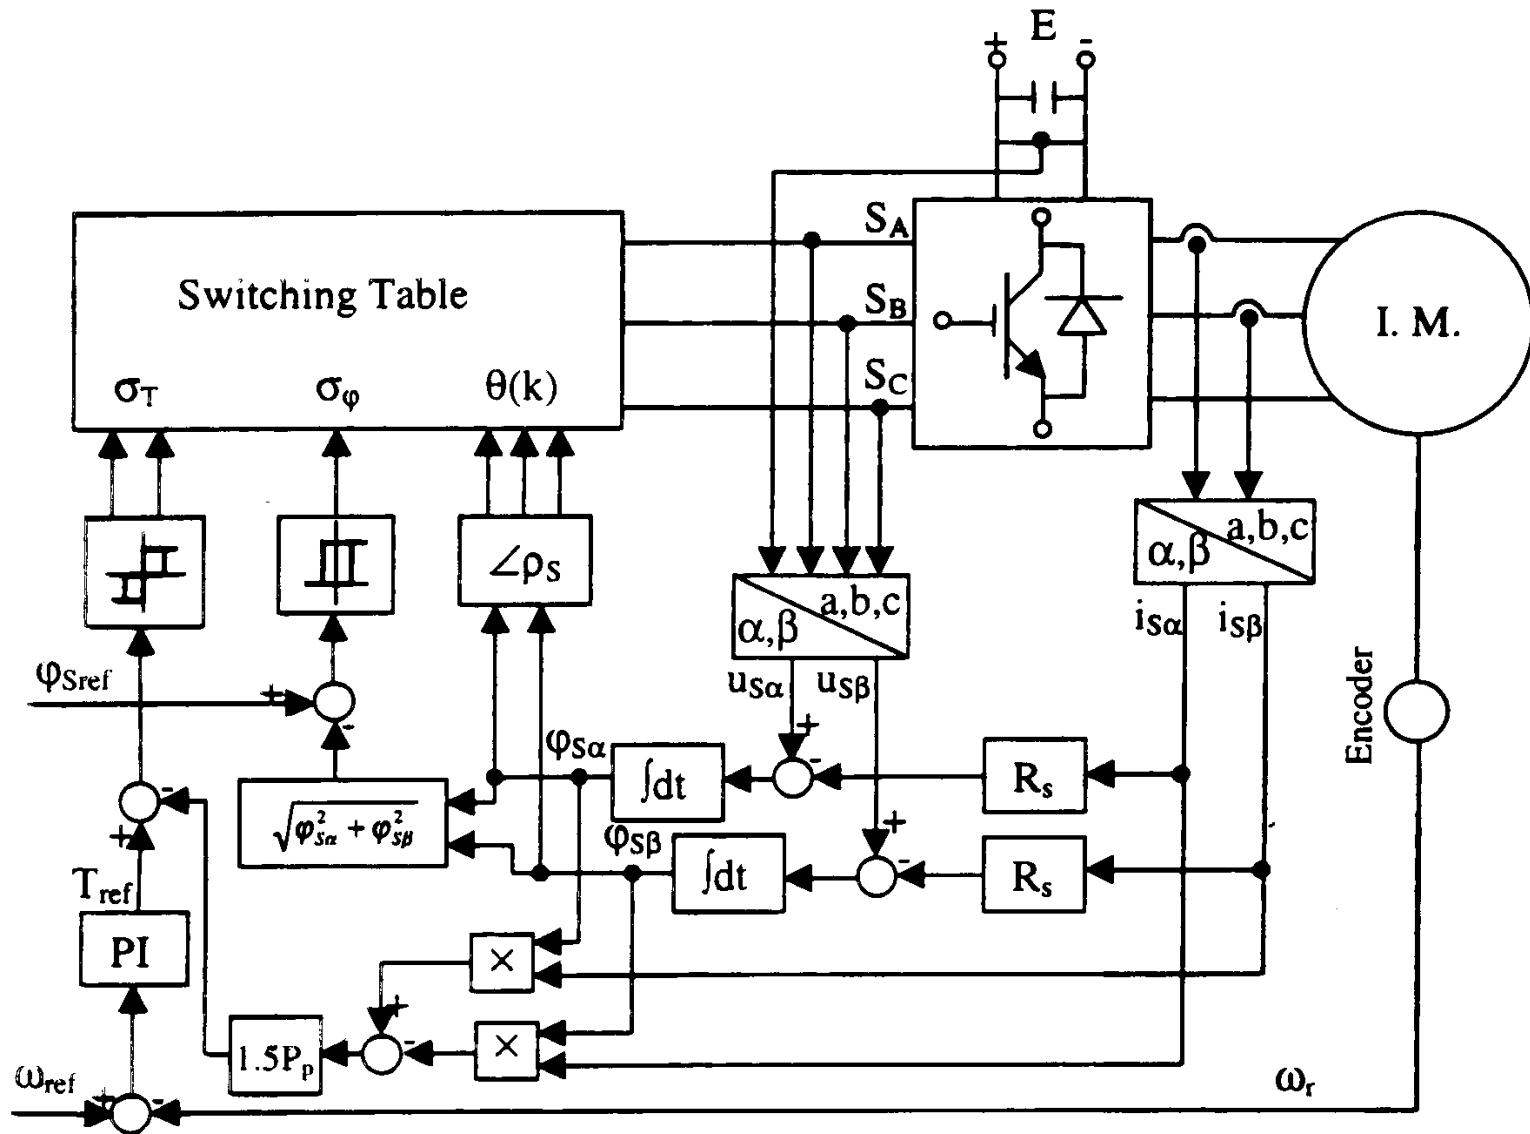 E
+ -
S_A
Switching Table
S_B
I. M.
S_C
σ_T σ_φ θ(k)
a,b,c
α,β
∠ρ_S
a,b,c
α,β
i_Sα i_Sβ
φ_Sref
+
-
u_Sα u_Sβ
Encoder
+
-
φ_Sα
∫dt
R_s
-
+
√φ²_Sα + φ²_Sβ
φ_Sβ
+
-
∫dt
R_s
T_ref
PI
×
+
-
×
1.5P_p
ω_ref
+ -
ω_r